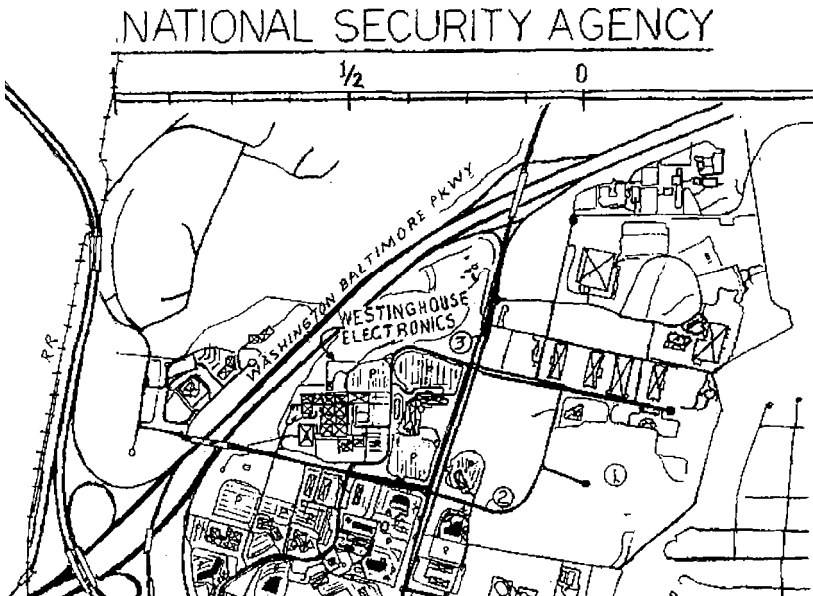 NATIONAL SECURITY AGENCY
1/2 0
WASHINGTON BALTIMORE PKWY
WESTINGHOUSE
ELECTRONICS
RR
3
1
2
P
P
P
P